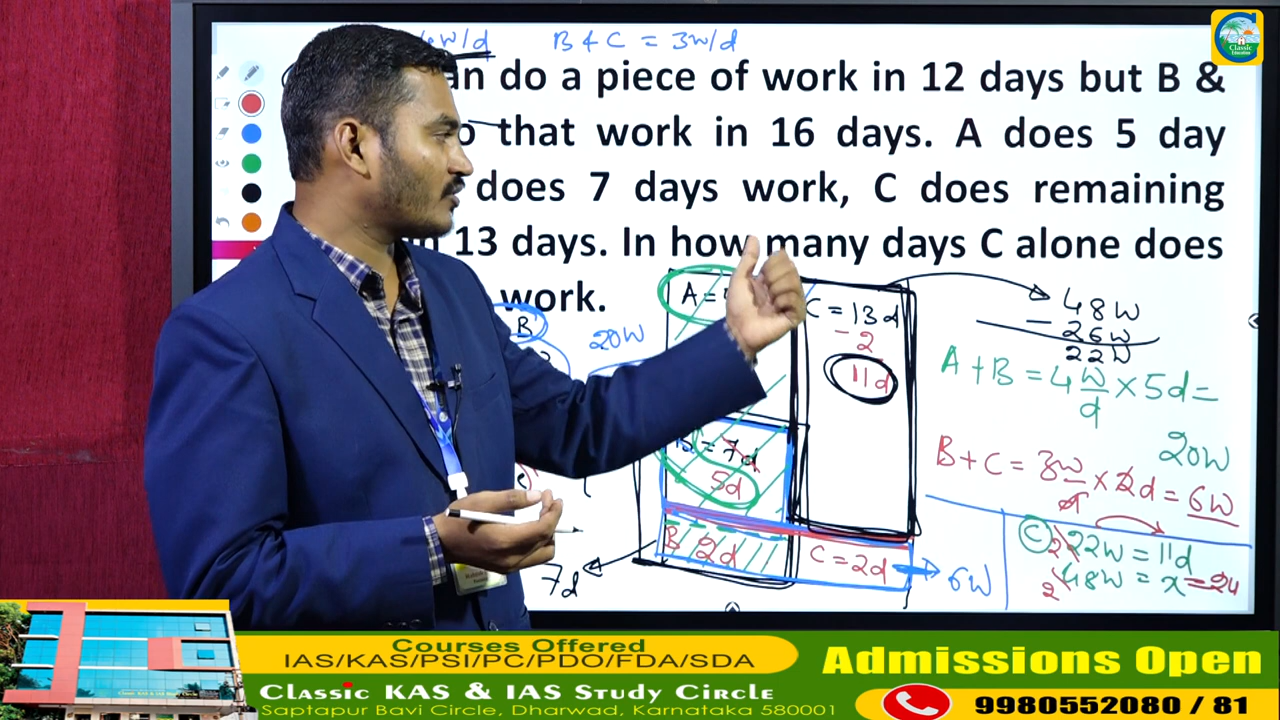 W/d B & C = 3W/d
an do a piece of work in 12 days but B &
o that work in 16 days. A does 5 day
does 7 days work, C does remaining
13 days. In how many days C alone does
work.
B
20W
A =
C = 13d
- 2
11d
48W
- 26W
22W
A + B = 4 W/d × 5d =
20W
B = 7d
5d
B + C = 3W/d × 2d = 6W
B 2d
C = 2d
6W
7d
C 22W = 11d
48W = x = 24
Classic
Education
Courses Offered
IAS/KAS/PSI/PC/PDO/FDA/SDA
Classic KAS & IAS Study Circle
Saptapur Bavi Circle, Dharwad, Karnataka 580001
Admissions Open
9980552080 / 81